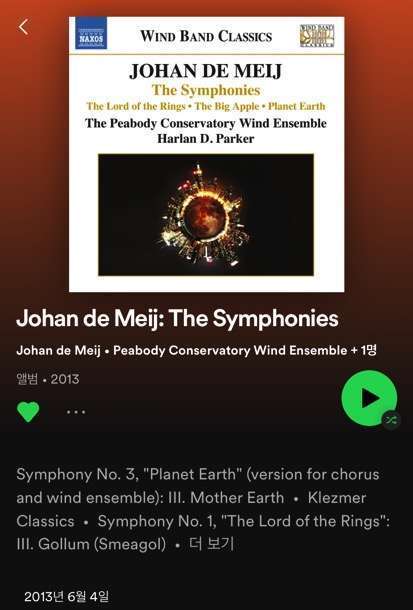 NAXOS
WIND BAND CLASSICS
WIND BAND
CLASSICS
JOHAN DE MEIJ
The Symphonies
The Lord of the Rings • The Big Apple • Planet Earth
The Peabody Conservatory Wind Ensemble
Harlan D. Parker
Johan de Meij: The Symphonies
Johan de Meij • Peabody Conservatory Wind Ensemble + 1명
앨범 • 2013
Symphony No. 3, "Planet Earth" (version for chorus
and wind ensemble): III. Mother Earth • Klezmer
Classics • Symphony No. 1, "The Lord of the Rings":
III. Gollum (Smeagol) • 더 보기
2013년 6월 4일